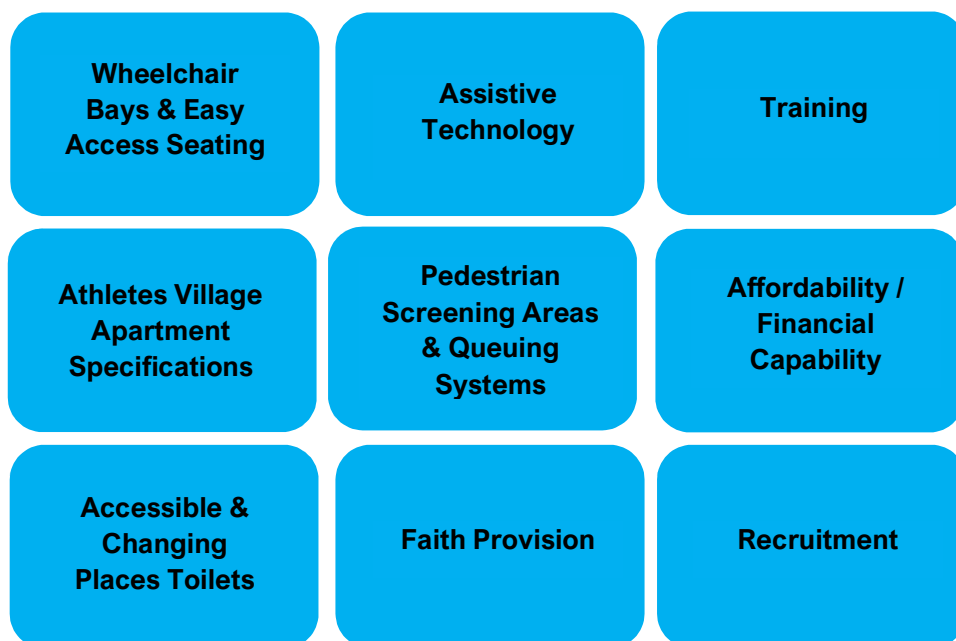 Wheelchair
Bays & Easy
Access Seating
Assistive
Technology
Training
Athletes Village
Apartment
Specifications
Pedestrian
Screening Areas
& Queuing
Systems
Affordability /
Financial
Capability
Accessible &
Changing
Places Toilets
Faith Provision
Recruitment